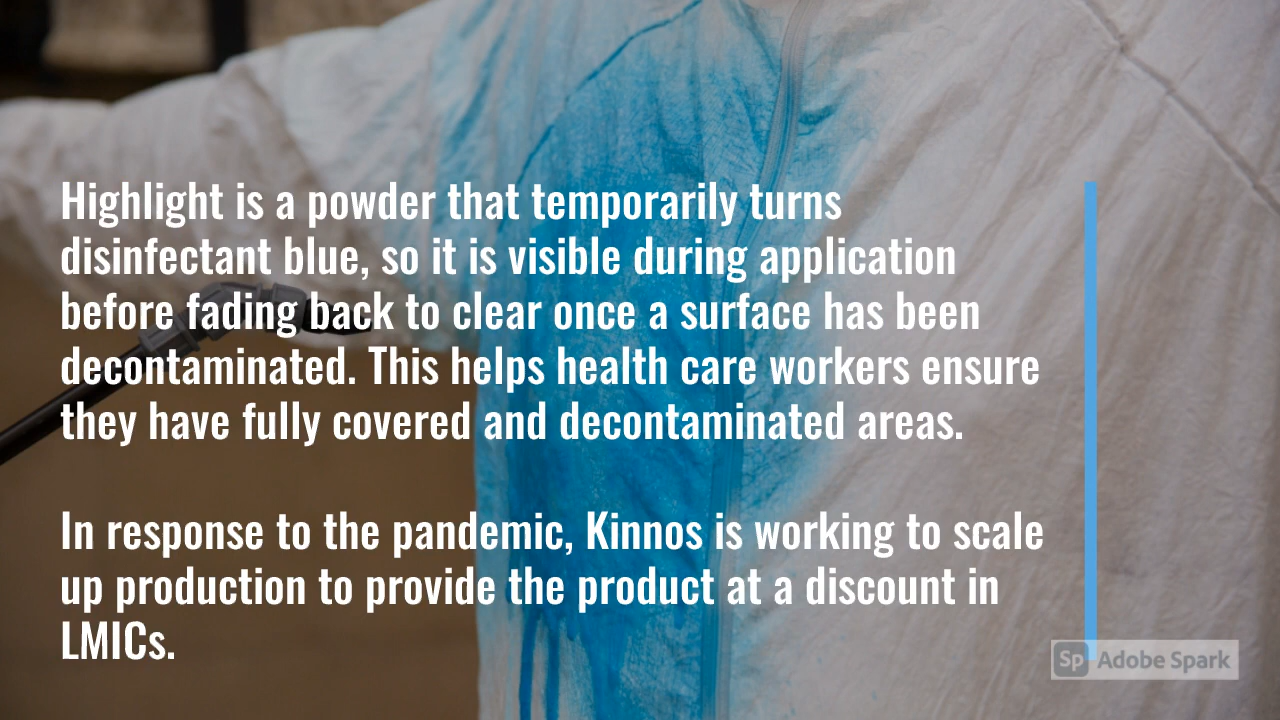 Highlight is a powder that temporarily turns
disinfectant blue, so it is visible during application
before fading back to clear once a surface has been
decontaminated. This helps health care workers ensure
they have fully covered and decontaminated areas.
In response to the pandemic, Kinnos is working to scale
up production to provide the product at a discount in
LMICs.
Sp Adobe Spark